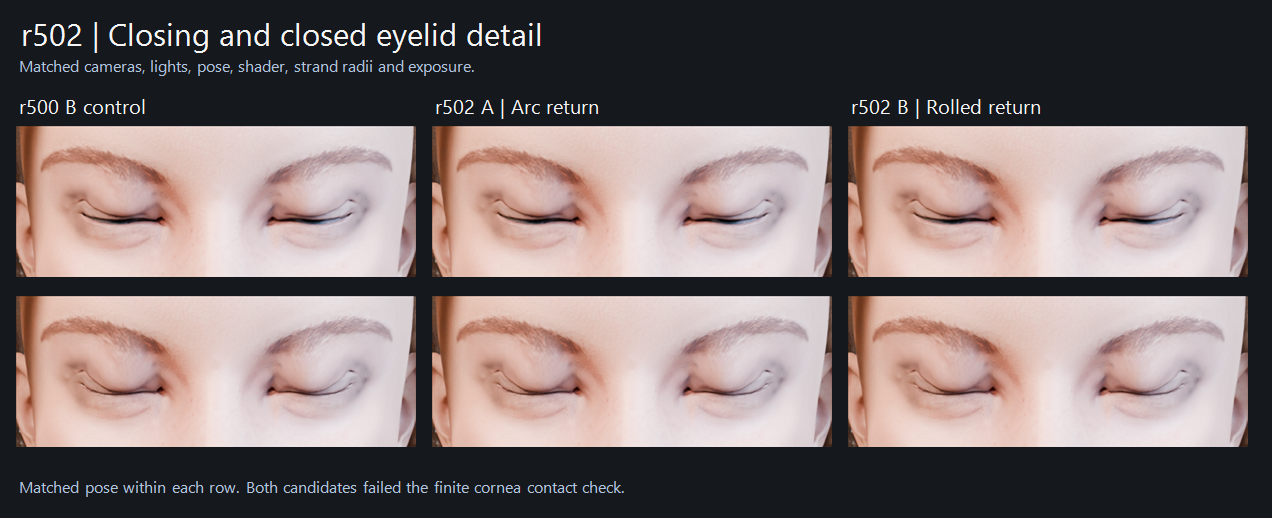 r502 | Closing and closed eyelid detail
Matched cameras, lights, pose, shader, strand radii and exposure.
r500 B control
r502 A | Arc return
r502 B | Rolled return
Matched pose within each row. Both candidates failed the finite cornea contact check.